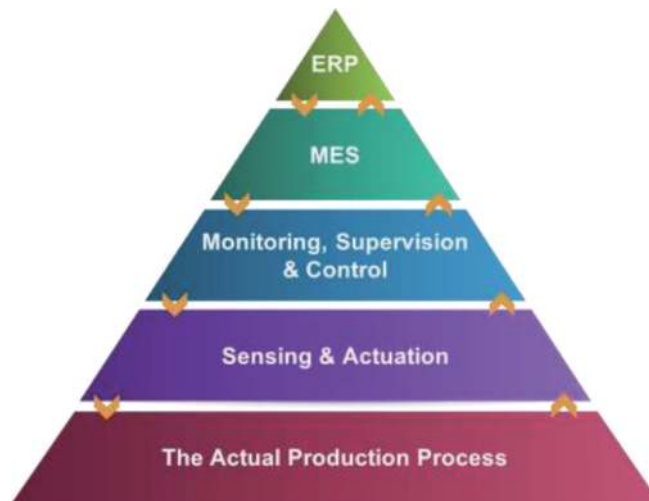 ERP
MES
Monitoring, Supervision
& Control
Sensing & Actuation
The Actual Production Process